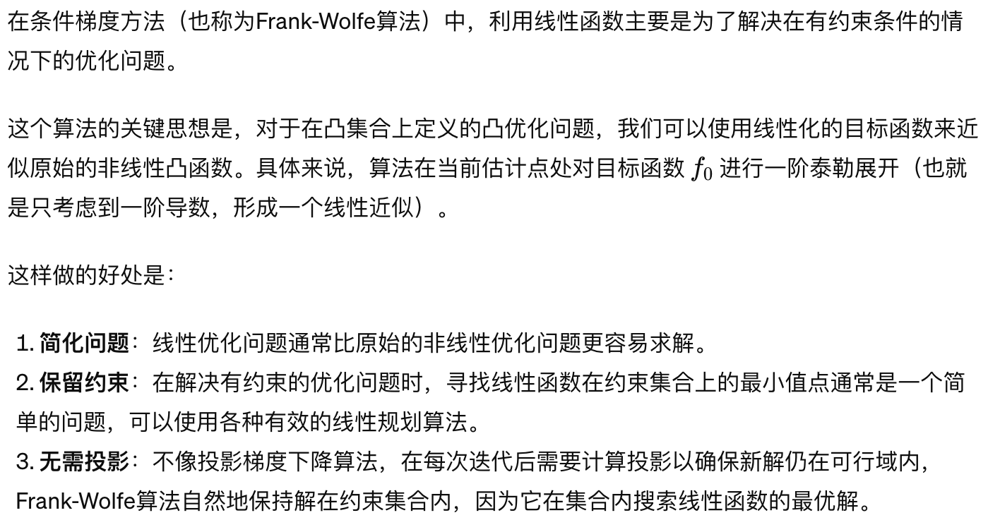 在条件梯度方法（也称为Frank-Wolfe算法）中，利用线性函数主要是为了解决在有约束条件的情
况下的优化问题。
这个算法的关键思想是，对于在凸集合上定义的凸优化问题，我们可以使用线性化的目标函数来近
似原始的非线性凸函数。具体来说，算法在当前估计点处对目标函数 f₀ 进行一阶泰勒展开（也就
是只考虑到一阶导数，形成一个线性近似）。
这样做的好处是：
1. 简化问题：线性优化问题通常比原始的非线性优化问题更容易求解。
2. 保留约束：在解决有约束的优化问题时，寻找线性函数在约束集合上的最小值点通常是一个简
单的问题，可以使用各种有效的线性规划算法。
3. 无需投影：不像投影梯度下降算法，在每次迭代后需要计算投影以确保新解仍在可行域内，
Frank-Wolfe算法自然地保持解在约束集合内，因为它在集合内搜索线性函数的最优解。